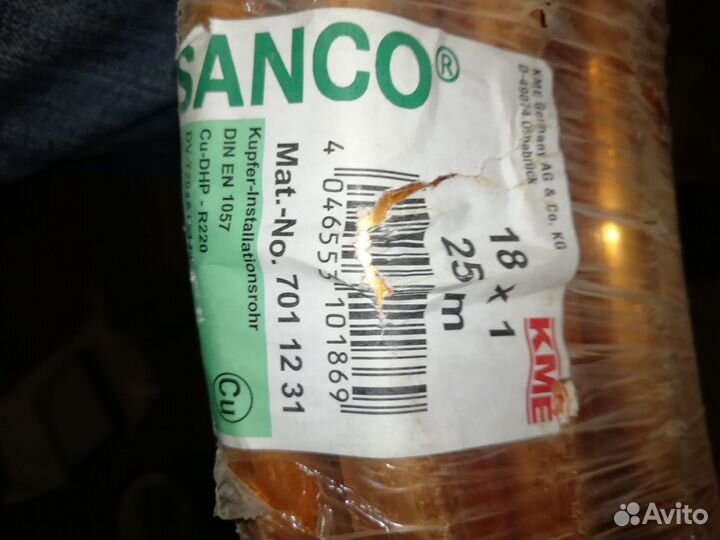 SANCO®
Kupfer-Installationsrohr
DIN EN 1057
Cu-DHP - R220
Cu
Mat.-No. 701 12 31
4 046553 101869
18 x 1
25 m
KME Germany AG & Co. KG
D-49074 Osnabrück
KME
Avito